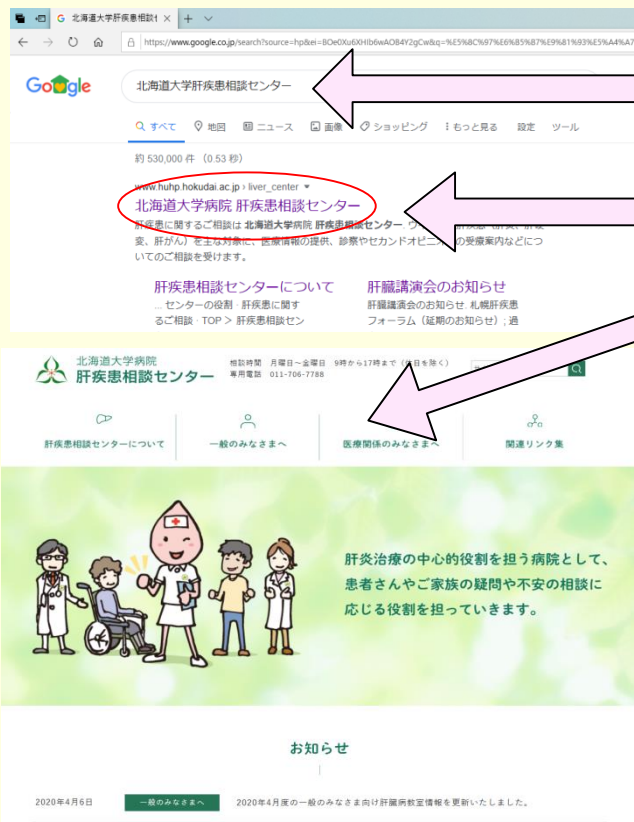 北海道大学肝疾患相談
https://www.google.co.jp/search?source=hp&ei=
Google
北海道大学肝疾患相談センター
すべて 地図 ニュース 画像 ショッピング もっと見る 設定 ツール
約 530,000 件 (0.53 秒)
www.huhp.hokudai.ac.jp › liver_center
北海道大学病院 肝疾患相談センター
肝疾患に関するご相談は 北海道大学病院 肝疾患相談センター
変、肝がん）を主な対象に、医療情報の提供、診察やセカンドオピニオンの受療案内などにつ
いてのご相談を受けます。
肝疾患相談センターについて 肝臓講演会のお知らせ
... センターの役割 · 肝疾患に関す 肝臓講演会のお知らせ. 札幌肝疾患
るご相談 · TOP > 肝疾患相談セン フォーラム（延期のお知らせ）; 過
北海道大学病院
肝疾患相談センター
相談時間 月曜日～金曜日 9時から17時まで（休日を除く）
専用電話 011-706-7788
肝疾患相談センターについて 一般のみなさまへ 医療関係のみなさまへ 関連リンク集
肝炎治療の中心的役割を担う病院として、
患者さんやご家族の疑問や不安の相談に
応じる役割を担っていきます。
お知らせ
2020年4月6日 一般のみなさまへ 2020年4月度の一般のみなさま向け肝臓病教室情報を更新いたしました。